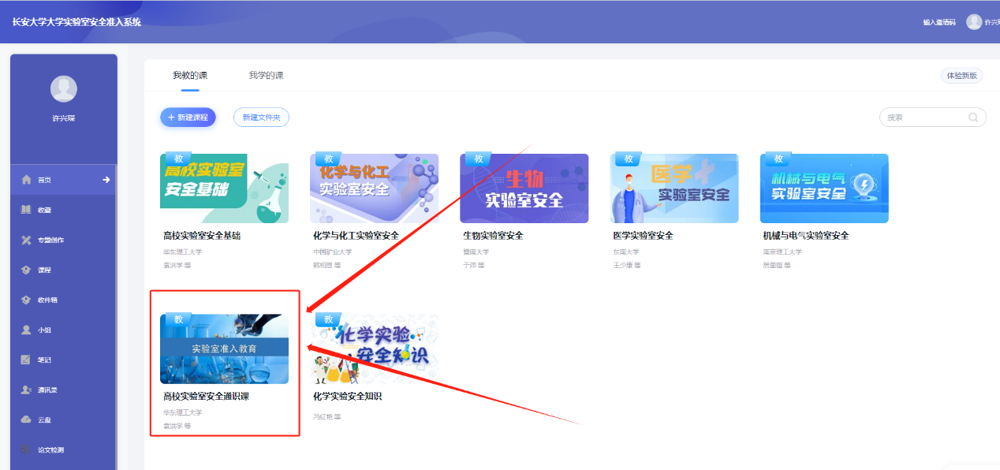 长安大学大学实验室安全准入系统
输入邀请码
许兴琛
许兴琛
首页
收藏
专题创作
课程
收件箱
小组
笔记
通讯录
云盘
论文检测
我教的课 我学的课
体验新版
+ 新建课程 新建文件夹
搜索
教
高校实验室
安全基础
高校实验室安全基础
华东理工大学
袁洪学 等
教
化学与化工
实验室安全
化学与化工实验室安全
中国矿业大学
韩相恩 等
教
生物
实验室安全
生物实验室安全
暨南大学
于沛 等
教
医学
实验室安全
医学实验室安全
东南大学
王少康 等
教
机械与电气
实验室安全
机械与电气实验室安全
南京理工大学
居里锴 等
教
实验室准入教育
高校实验室安全通识课
华东理工大学
袁洪学 等
教
化学实验
安全知识
化学实验安全知识
冯红艳 等